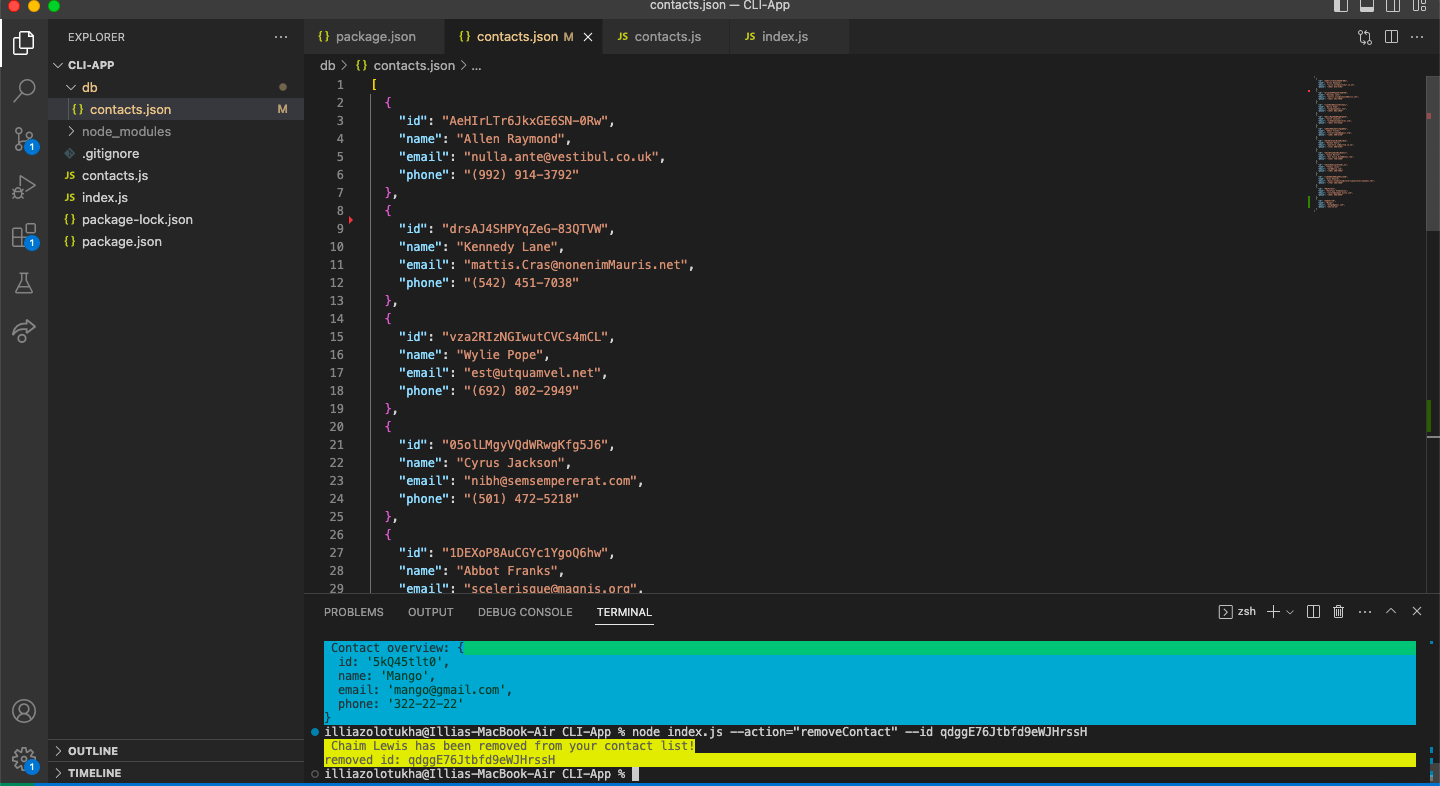 contacts.json — CLI-App
EXPLORER
CLI-APP
db
contacts.json M
node_modules
.gitignore
JS contacts.js
JS index.js
{} package-lock.json
{} package.json
OUTLINE
TIMELINE
1
1
1
{} package.json
{} contacts.json M
JS contacts.js
JS index.js
db > {} contacts.json > ...
1 [
2 {
3 "id": "AeHIrLTr6JkxGE6SN-0Rw",
4 "name": "Allen Raymond",
5 "email": "nulla.ante@vestibul.co.uk",
6 "phone": "(992) 914-3792"
7 },
8 {
9 "id": "drsAJ4SHPYqZeG-83QTVW",
10 "name": "Kennedy Lane",
11 "email": "mattis.Cras@nonenimMauris.net",
12 "phone": "(542) 451-7038"
13 },
14 {
15 "id": "vza2RIzNGIwutCVCs4mCL",
16 "name": "Wylie Pope",
17 "email": "est@utquamvel.net",
18 "phone": "(692) 802-2949"
19 },
20 {
21 "id": "05olLMgyVQdWRwgKfg5J6",
22 "name": "Cyrus Jackson",
23 "email": "nibh@semsempererat.com",
24 "phone": "(501) 472-5218"
25 },
26 {
27 "id": "1DEXoP8AuCGYc1YgoQ6hw",
28 "name": "Abbot Franks",
29 "email": "scelerisque@magnis.org",
PROBLEMS OUTPUT DEBUG CONSOLE TERMINAL
zsh
Contact overview: {
id: '5kQ45tlt0',
name: 'Mango',
email: 'mango@gmail.com',
phone: '322-22-22'
}
illiazolotukha@Illias-MacBook-Air CLI-App % node index.js --action="removeContact" --id qdggE76Jtbfd9eWJHrssH
Chaim Lewis has been removed from your contact list!
removed id: qdggE76Jtbfd9eWJHrssH
illiazolotukha@Illias-MacBook-Air CLI-App %